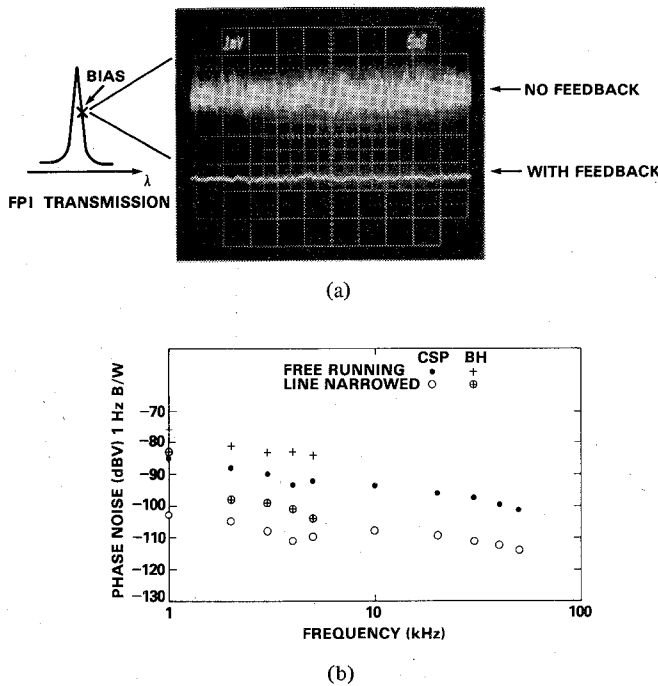 BIAS
NO FEEDBACK
WITH FEEDBACK
λ
FPI TRANSMISSION
(a)
CSP BH
FREE RUNNING
LINE NARROWED
PHASE NOISE (dBV) 1 Hz B/W
-70
-80
-90
-100
-110
-120
-130
1 10 100
FREQUENCY (kHz)
(b)